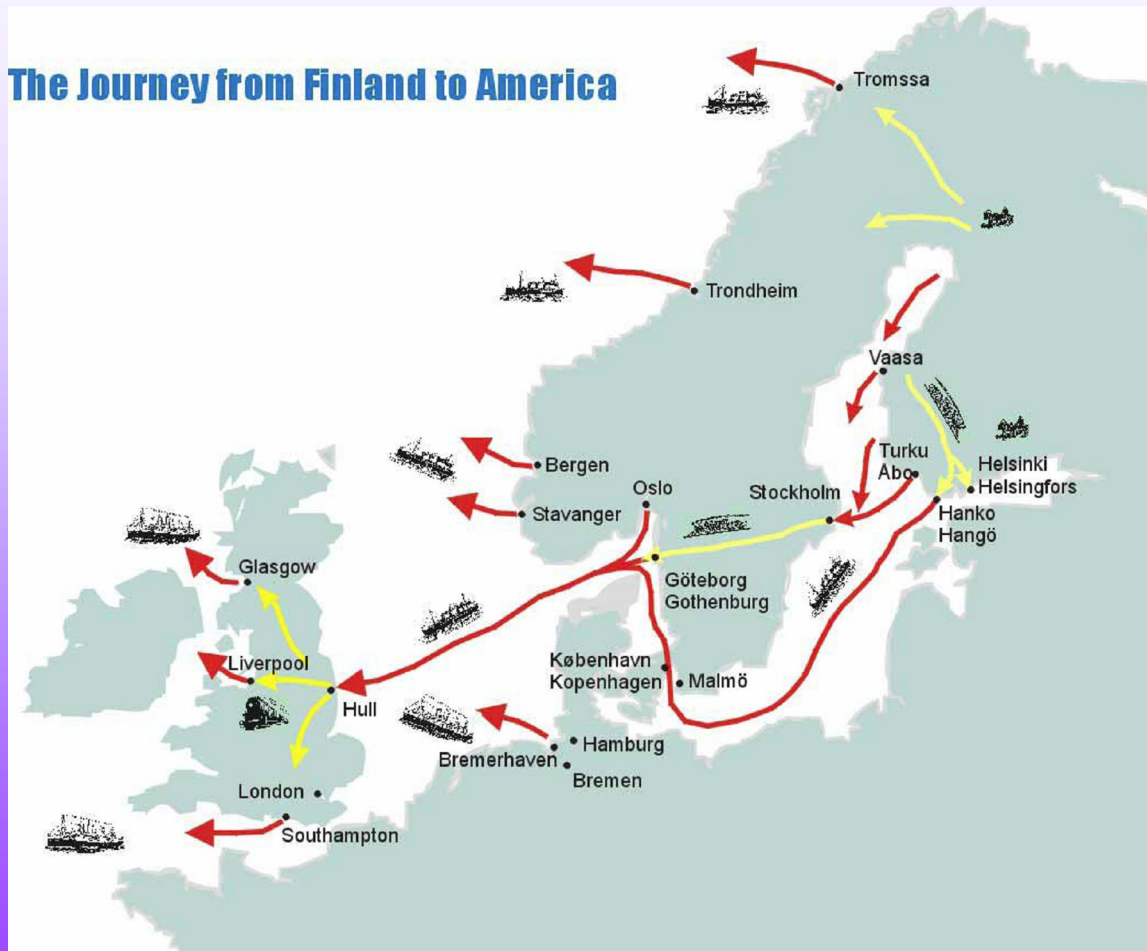 The Journey from Finland to America
Tromssa
Trondheim
Vaasa
Bergen
Turku
Abo
Helsinki
Helsingfors
Oslo
Stockholm
Stavanger
Hanko
Hangö
Glasgow
Göteborg
Gothenburg
Liverpool
København
Kopenhagen
Malmö
Hull
Hamburg
Bremerhaven
Bremen
London
Southampton